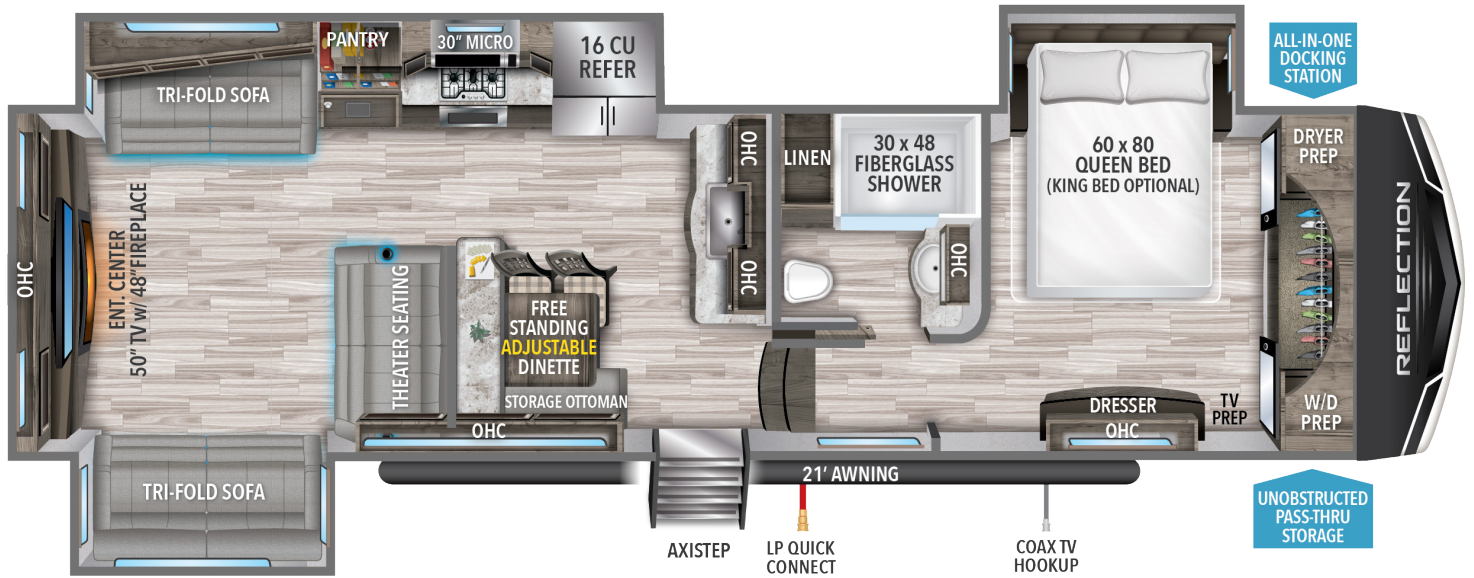 PANTRY
30" MICRO
16 CU
REFER
TRI-FOLD SOFA
ALL-IN-ONE
DOCKING
STATION
OHC
ENT. CENTER
50" TV w/ 48"FIREPLACE
THEATER SEATING
FREE
STANDING
ADJUSTABLE
DINETTE
STORAGE OTTOMAN
OHC
OHC
OHC
LINEN
30 x 48
FIBERGLASS
SHOWER
OHC
60 x 80
QUEEN BED
(KING BED OPTIONAL)
DRYER
PREP
REFLECTION
DRESSER
OHC
TV
PREP
W/D
PREP
TRI-FOLD SOFA
21' AWNING
AXISTEP
LP QUICK
CONNECT
COAX TV
HOOKUP
UNOBSTRUCTED
PASS-THRU
STORAGE